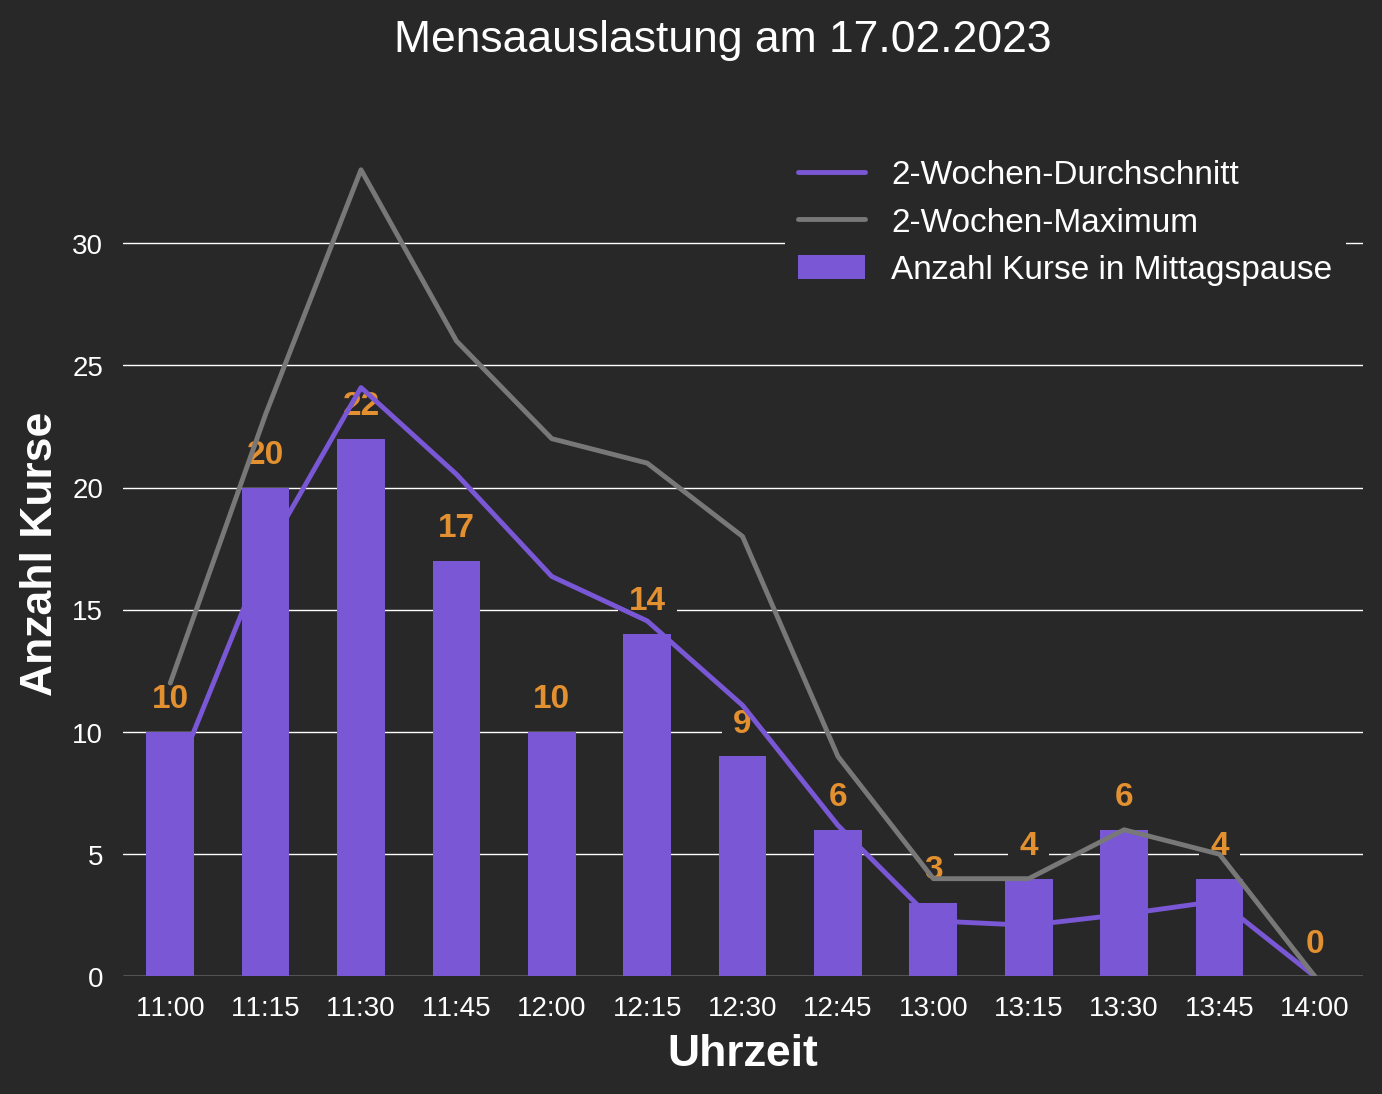 Mensaauslastung am 17.02.2023
2-Wochen-Durchschnitt
2-Wochen-Maximum
Anzahl Kurse in Mittagspause
Anzahl Kurse
30
25
20
15
10
5
0
10
20
22
17
10
14
9
6
3
4
6
4
0
11:00 11:15 11:30 11:45 12:00 12:15 12:30 12:45 13:00 13:15 13:30 13:45 14:00
Uhrzeit